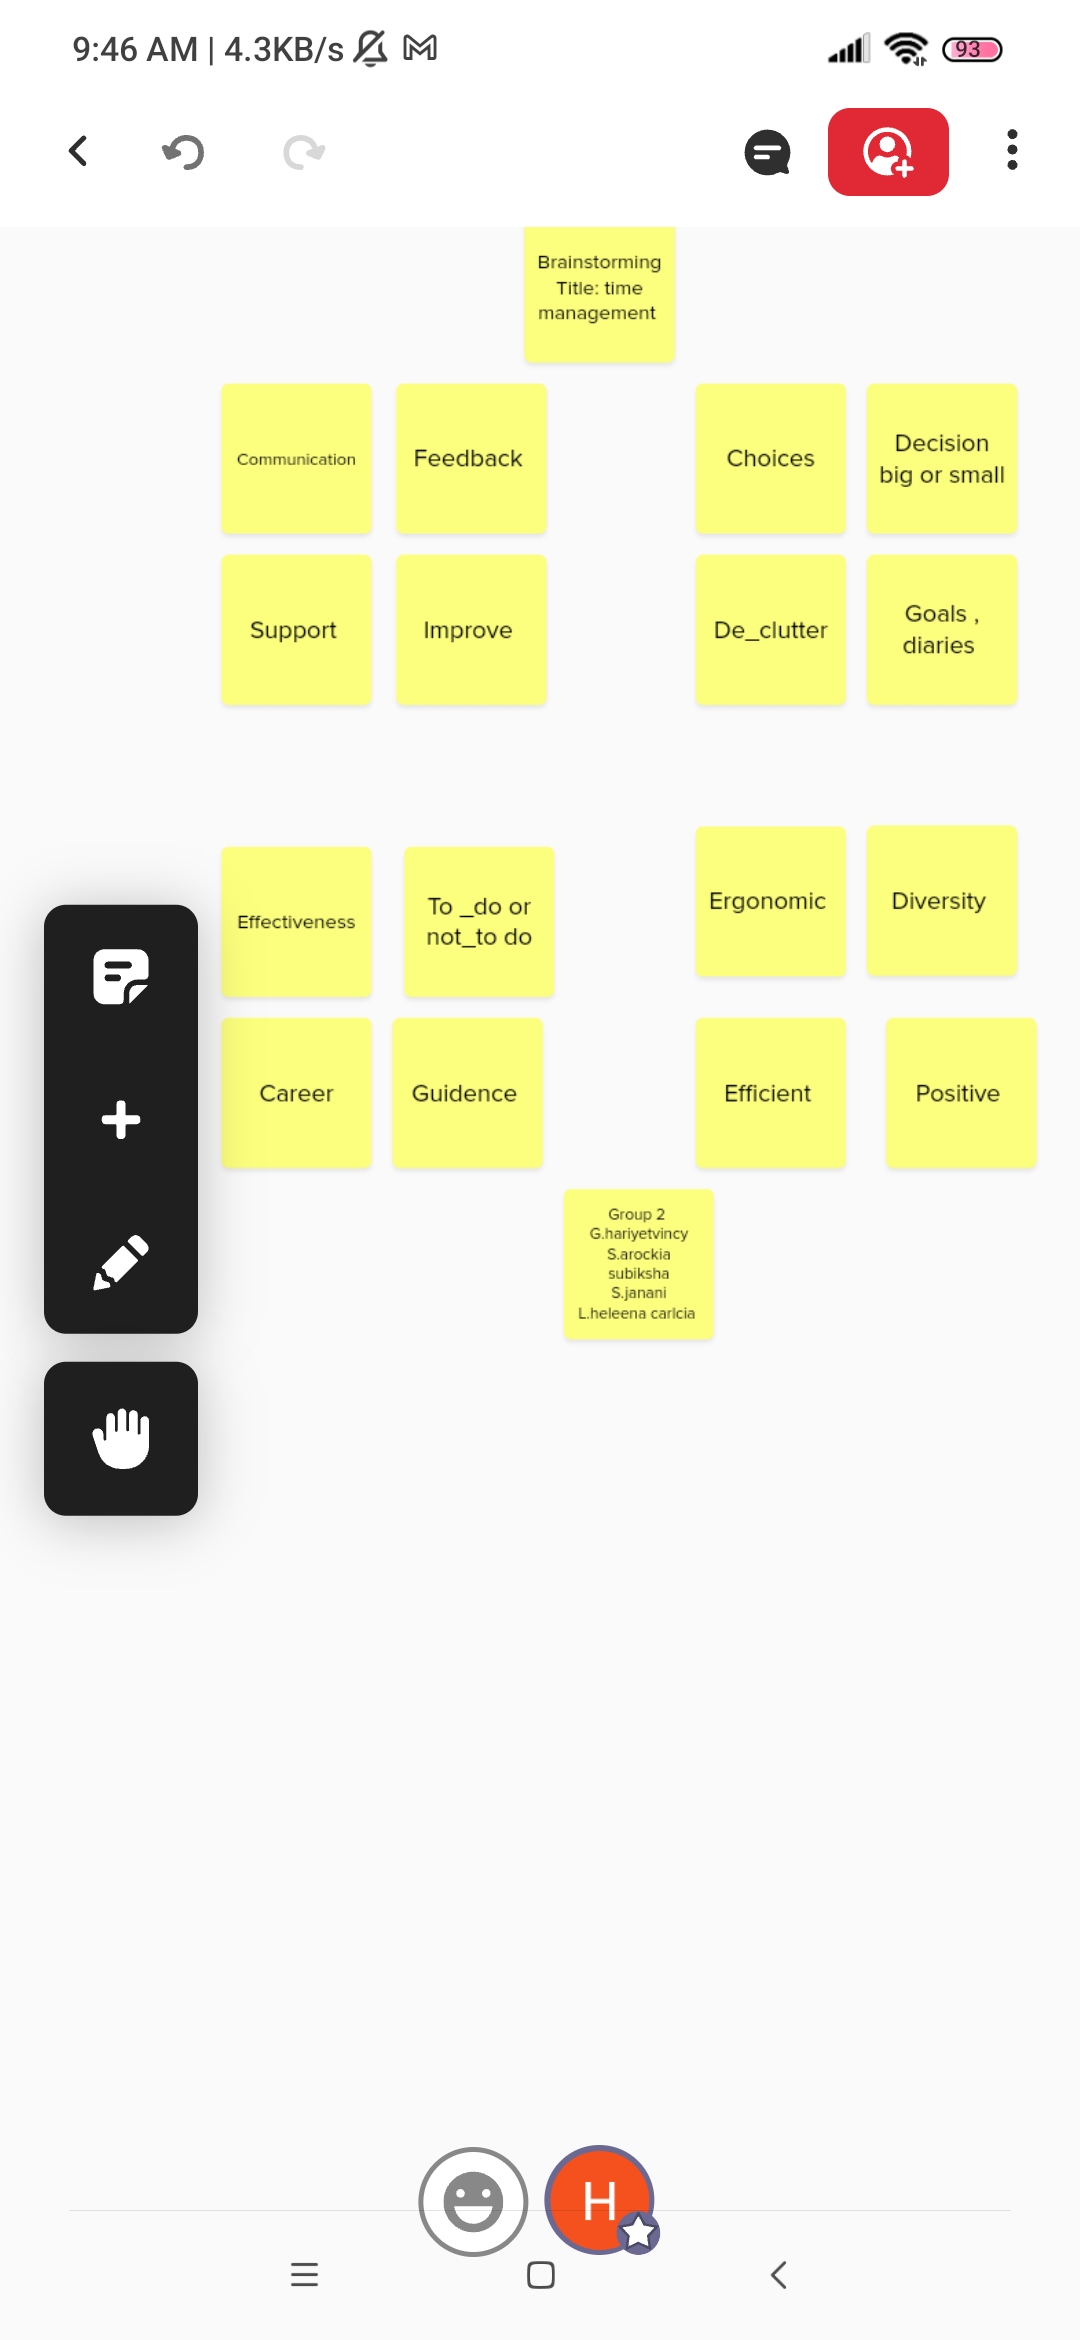 9:46 AM | 4.3KB/s
93
Brainstorming
Title: time
management
Communication
Feedback
Choices
Decision
big or small
Support
Improve
De_clutter
Goals ,
diaries
Effectiveness
To _do or
not_to do
Ergonomic
Diversity
Career
Guidence
Efficient
Positive
Group 2
G.hariyetvincy
S.arockia
subiksha
S.janani
L.heleena carlcia
H